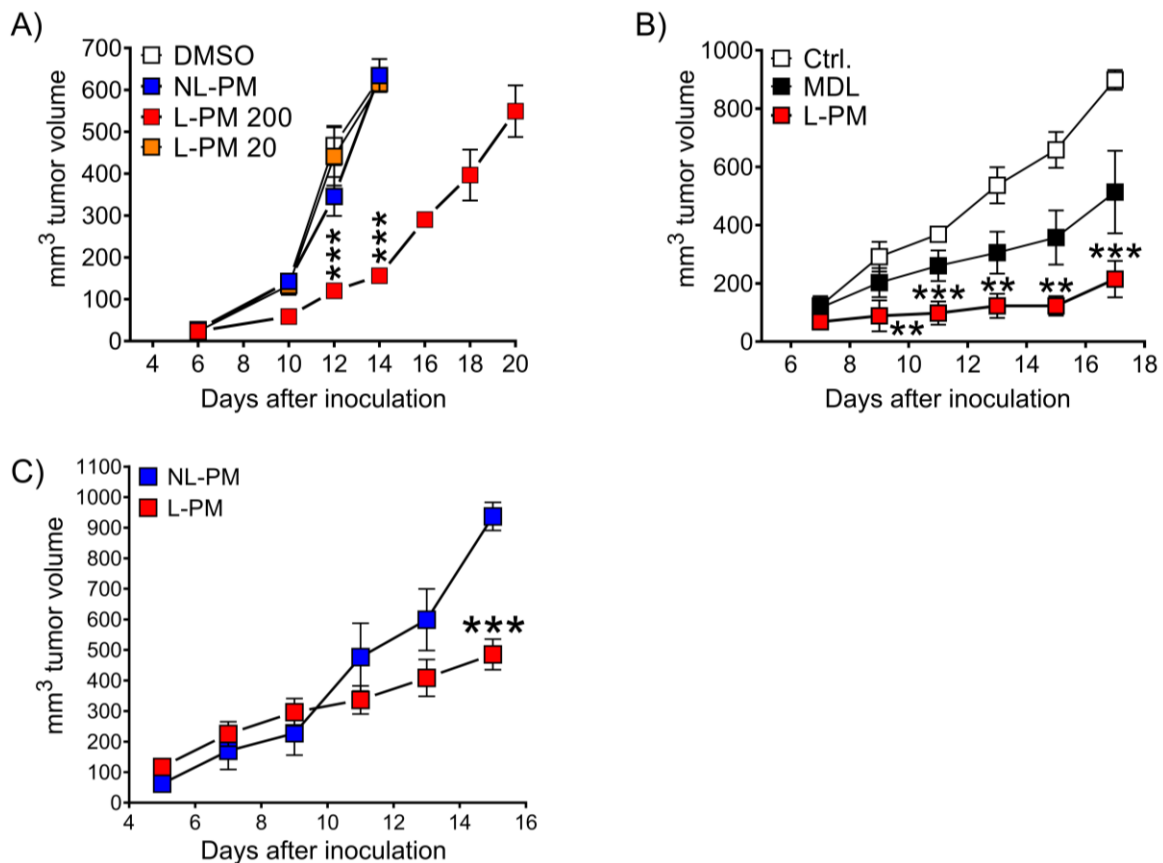 A)
mm³ tumor volume
700
600
500
400
300
200
100
0
DMSO
NL-PM
L-PM 200
L-PM 20
***
***
4 6 8 10 12 14 16 18 20
Days after inoculation
B)
mm³ tumor volume
1000
800
600
400
200
0
Ctrl.
MDL
L-PM
** *** ** ** ***
6 8 10 12 14 16 18
Days after inoculation
C)
mm³ tumor volume
1100
1000
900
800
700
600
500
400
300
200
100
0
NL-PM
L-PM
***
4 6 8 10 12 14 16
Days after inoculation